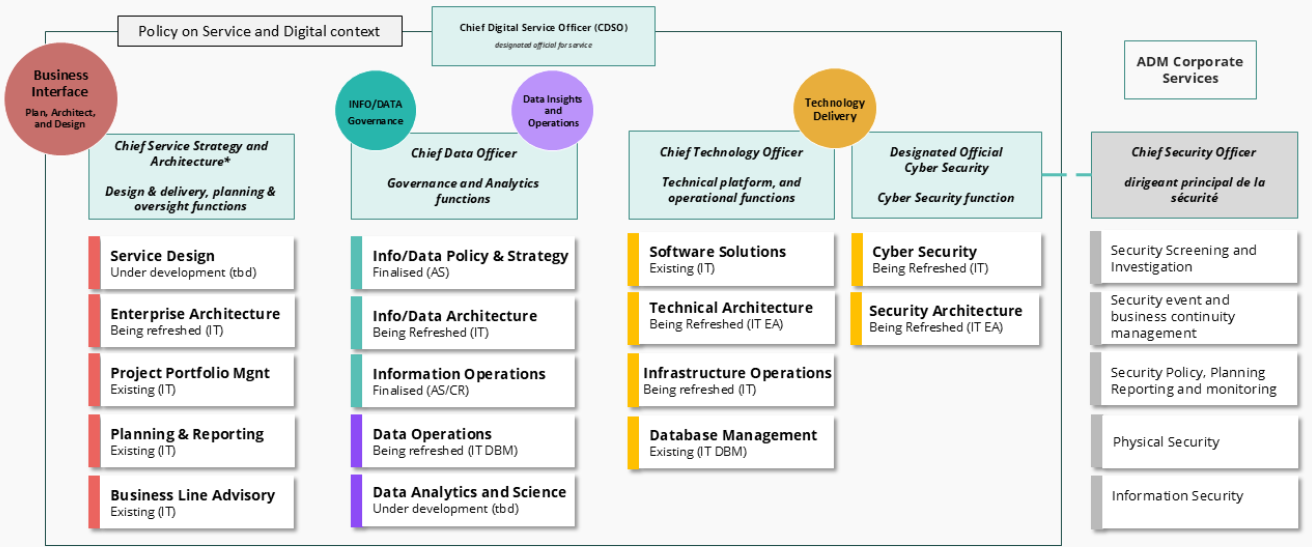 Policy on Service and Digital context
Chief Digital Service Officer (CDSO)
designated official for service
ADM Corporate
Services
Business
Interface
Plan, Architect,
and Design
INFO/DATA
Governance
Data Insights
and
Operations
Technology
Delivery
Chief Service Strategy and
Architecture*
Design & delivery, planning &
oversight functions
Service Design
Under development (tbd)
Enterprise Architecture
Being refreshed (IT)
Project Portfolio Mgnt
Existing (IT)
Planning & Reporting
Existing (IT)
Business Line Advisory
Existing (IT)
Chief Data Officer
Governance and Analytics
functions
Info/Data Policy & Strategy
Finalised (AS)
Info/Data Architecture
Being Refreshed (IT)
Information Operations
Finalised (AS/CR)
Data Operations
Being refreshed (IT DBM)
Data Analytics and Science
Under development (tbd)
Chief Technology Officer
Technical platform, and
operational functions
Software Solutions
Existing (IT)
Technical Architecture
Being Refreshed (IT EA)
Infrastructure Operations
Being refreshed (IT)
Database Management
Existing (IT DBM)
Designated Official
Cyber Security
Cyber Security function
Cyber Security
Being Refreshed (IT)
Security Architecture
Being Refreshed (IT EA)
Chief Security Officer
dirigeant principal de la
sécurité
Security Screening and
Investigation
Security event and
business continuity
management
Security Policy, Planning
Reporting and monitoring
Physical Security
Information Security